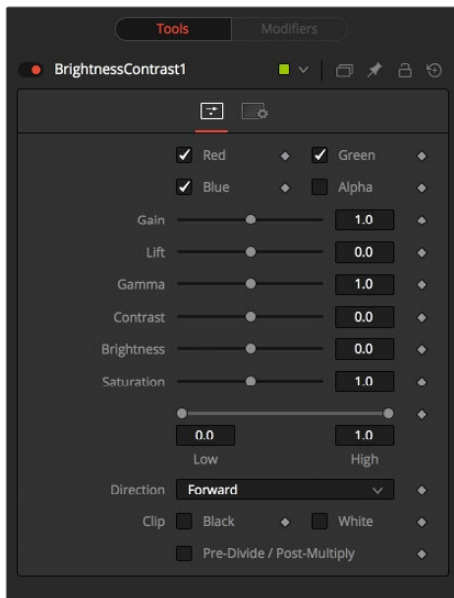 Tools Modifiers
BrightnessContrast1
Red Green
Blue Alpha
Gain 1.0
Lift 0.0
Gamma 1.0
Contrast 0.0
Brightness 0.0
Saturation 1.0
0.0 1.0
Low High
Direction Forward
Clip Black White
Pre-Divide / Post-Multiply